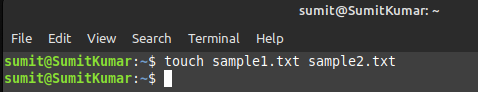 sumit@SumitKumar: ~
File Edit View Search Terminal Help
sumit@SumitKumar:~$ touch sample1.txt sample2.txt
sumit@SumitKumar:~$